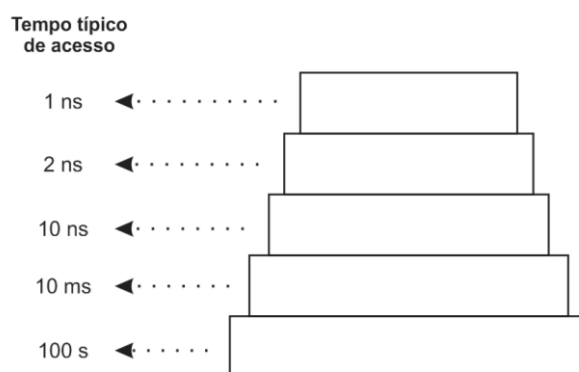 Tempo típico
de acesso
1 ns
2 ns
10 ns
10 ms
100 s